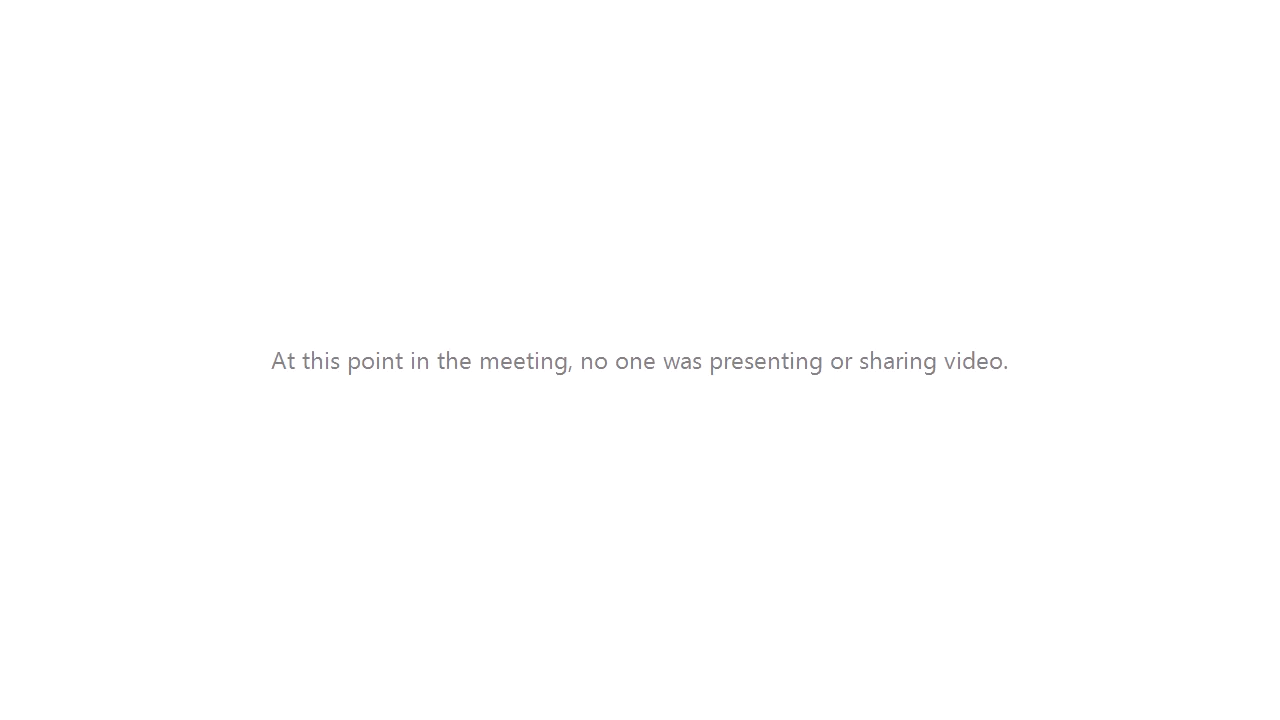 At this point in the meeting, no one was presenting or sharing video.